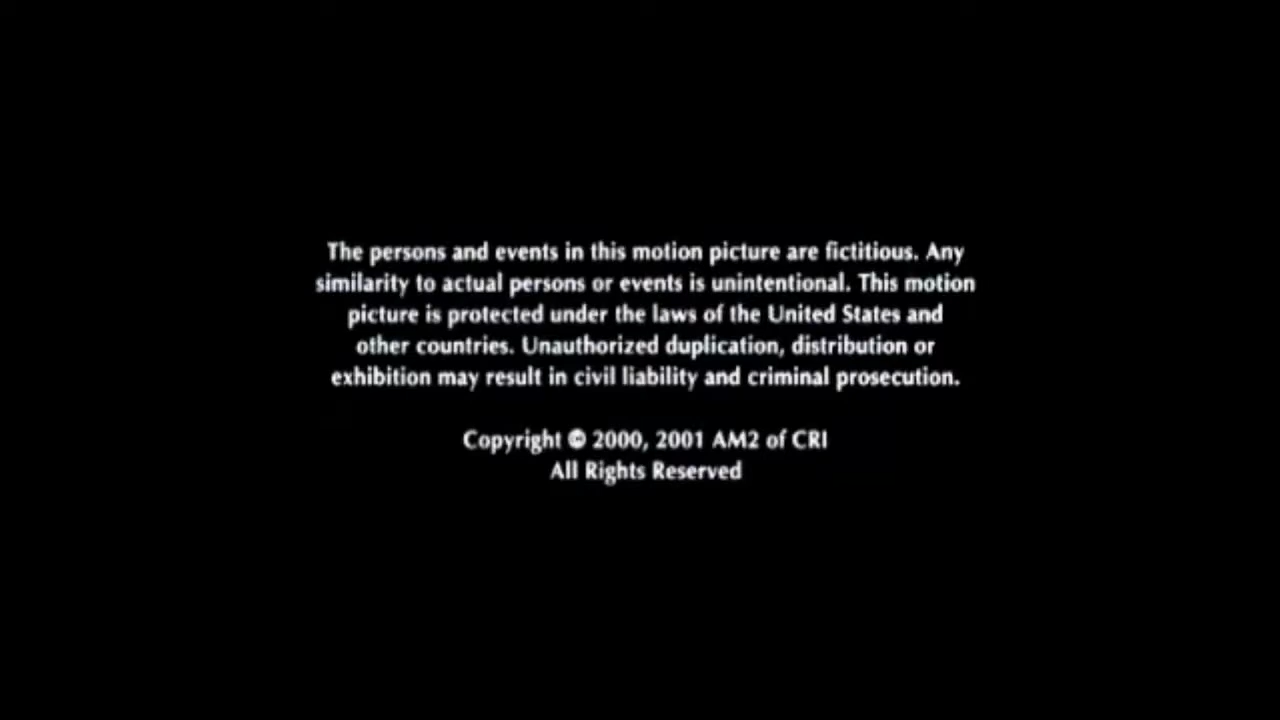 The persons and events in this motion picture are fictitious. Any
similarity to actual persons or events is unintentional. This motion
picture is protected under the laws of the United States and
other countries. Unauthorized duplication, distribution or
exhibition may result in civil liability and criminal prosecution.
Copyright © 2000, 2001 AM2 of CRI
All Rights Reserved